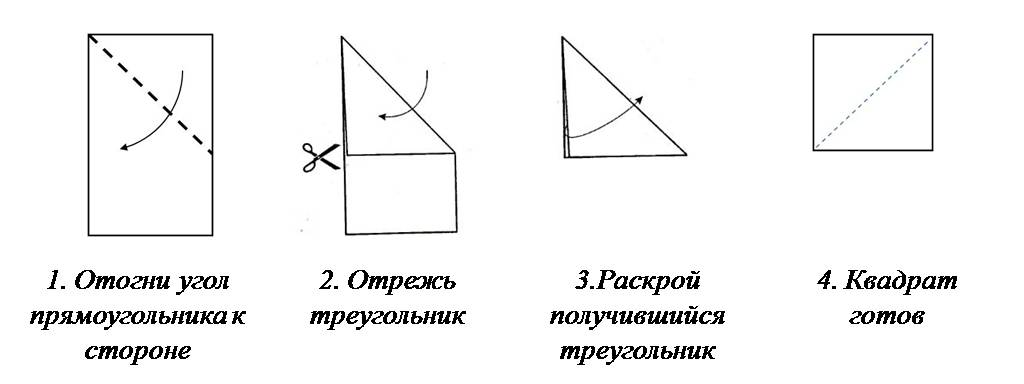 1. Отогни угол
прямоугольника к
стороне
2. Отрежь
треугольник
3.Раскрой
получившийся
треугольник
4. Квадрат
готов